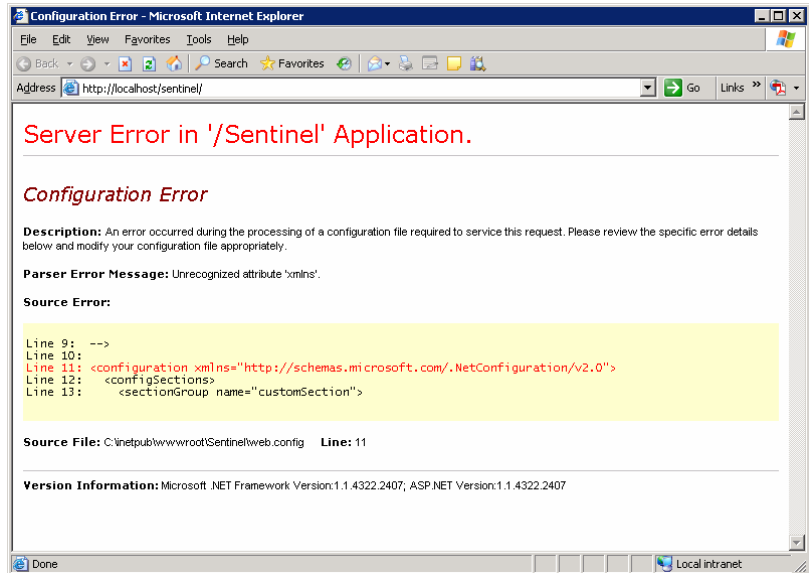 Configuration Error - Microsoft Internet Explorer
File Edit View Favorites Tools Help
Back Search Favorites
Address http://localhost/sentinel/ Go Links »
Server Error in '/Sentinel' Application.
Configuration Error
Description: An error occurred during the processing of a configuration file required to service this request. Please review the specific error details
below and modify your configuration file appropriately.
Parser Error Message: Unrecognized attribute 'xmlns'.
Source Error:
Line 9: -->
Line 10:
Line 11: <configuration xmlns="http://schemas.microsoft.com/.NetConfiguration/v2.0">
Line 12: <configSections>
Line 13: <sectionGroup name="customSection">
Source File: C:\inetpub\wwwroot\Sentinel\web.config Line: 11
Version Information: Microsoft .NET Framework Version:1.1.4322.2407; ASP.NET Version:1.1.4322.2407
Done Local intranet